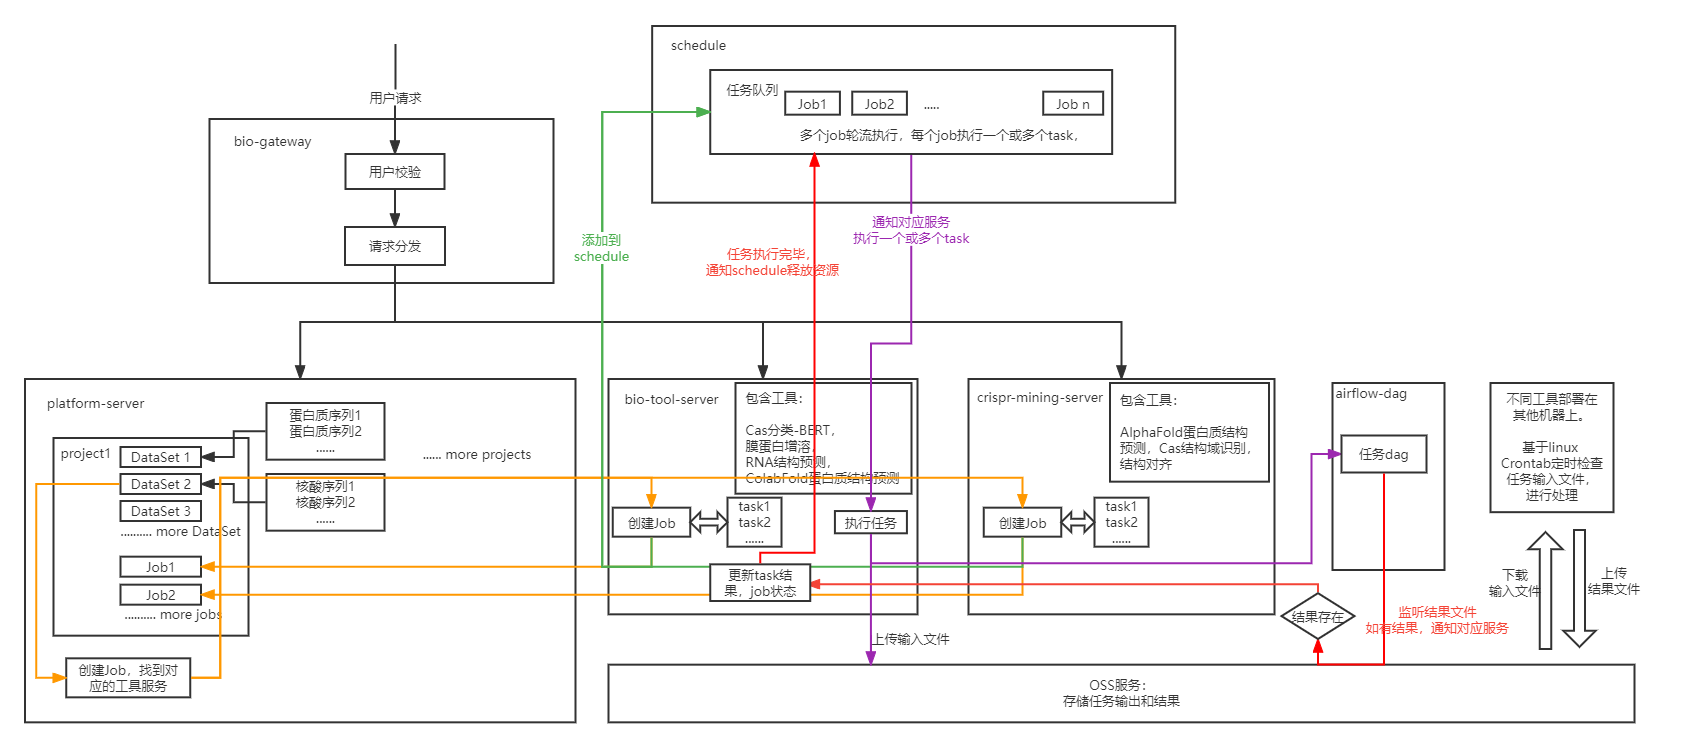 用户请求
bio-gateway
用户校验
请求分发
schedule
任务队列
Job1
Job2
.....
Job n
多个job轮流执行，每个job执行一个或多个task，
添加到
schedule
任务执行完毕，
通知schedule释放资源
通知对应服务
执行一个或多个task
platform-server
project1
DataSet 1
DataSet 2
DataSet 3
.......... more DataSet
Job1
Job2
.......... more jobs
蛋白质序列1
蛋白质序列2
......
核酸序列1
核酸序列2
......
...... more projects
创建Job，找到对
应的工具服务
bio-tool-server
包含工具：
Cas分类-BERT，
膜蛋白增溶，
RNA结构预测，
ColabFold蛋白质结构预测
创建Job
task1
task2
......
执行任务
更新task结
果，job状态
上传输入文件
crispr-mining-server
包含工具：
AlphaFold蛋白质结构
预测，Cas结构域识别，
结构对齐
创建Job
task1
task2
......
airflow-dag
任务dag
结果存在
监听结果文件
如有结果，通知对应服务
不同工具部署在
其他机器上。
基于linux
Crontab定时检查
任务输入文件，
进行处理
下载
输入文件
上传
结果文件
OSS服务：
存储任务输出和结果